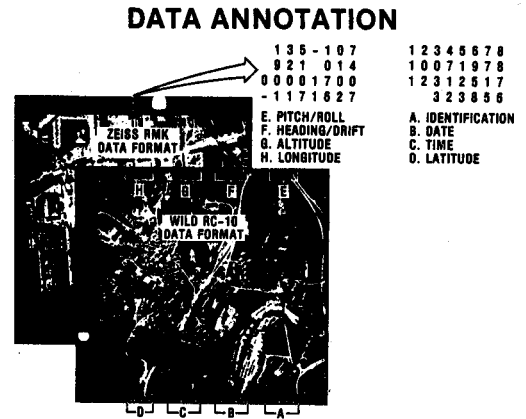 DATA ANNOTATION
135-107
921 014
00001700
-1171627
12345678
10071978
12312517
323856
E. PITCH/ROLL
F. HEADING/DRIFT
G. ALTITUDE
H. LONGITUDE
A. IDENTIFICATION
B. DATE
C. TIME
D. LATITUDE
ZEISS RMK
DATA FORMAT
H G F E
WILD RC-10
DATA FORMAT
D C B A